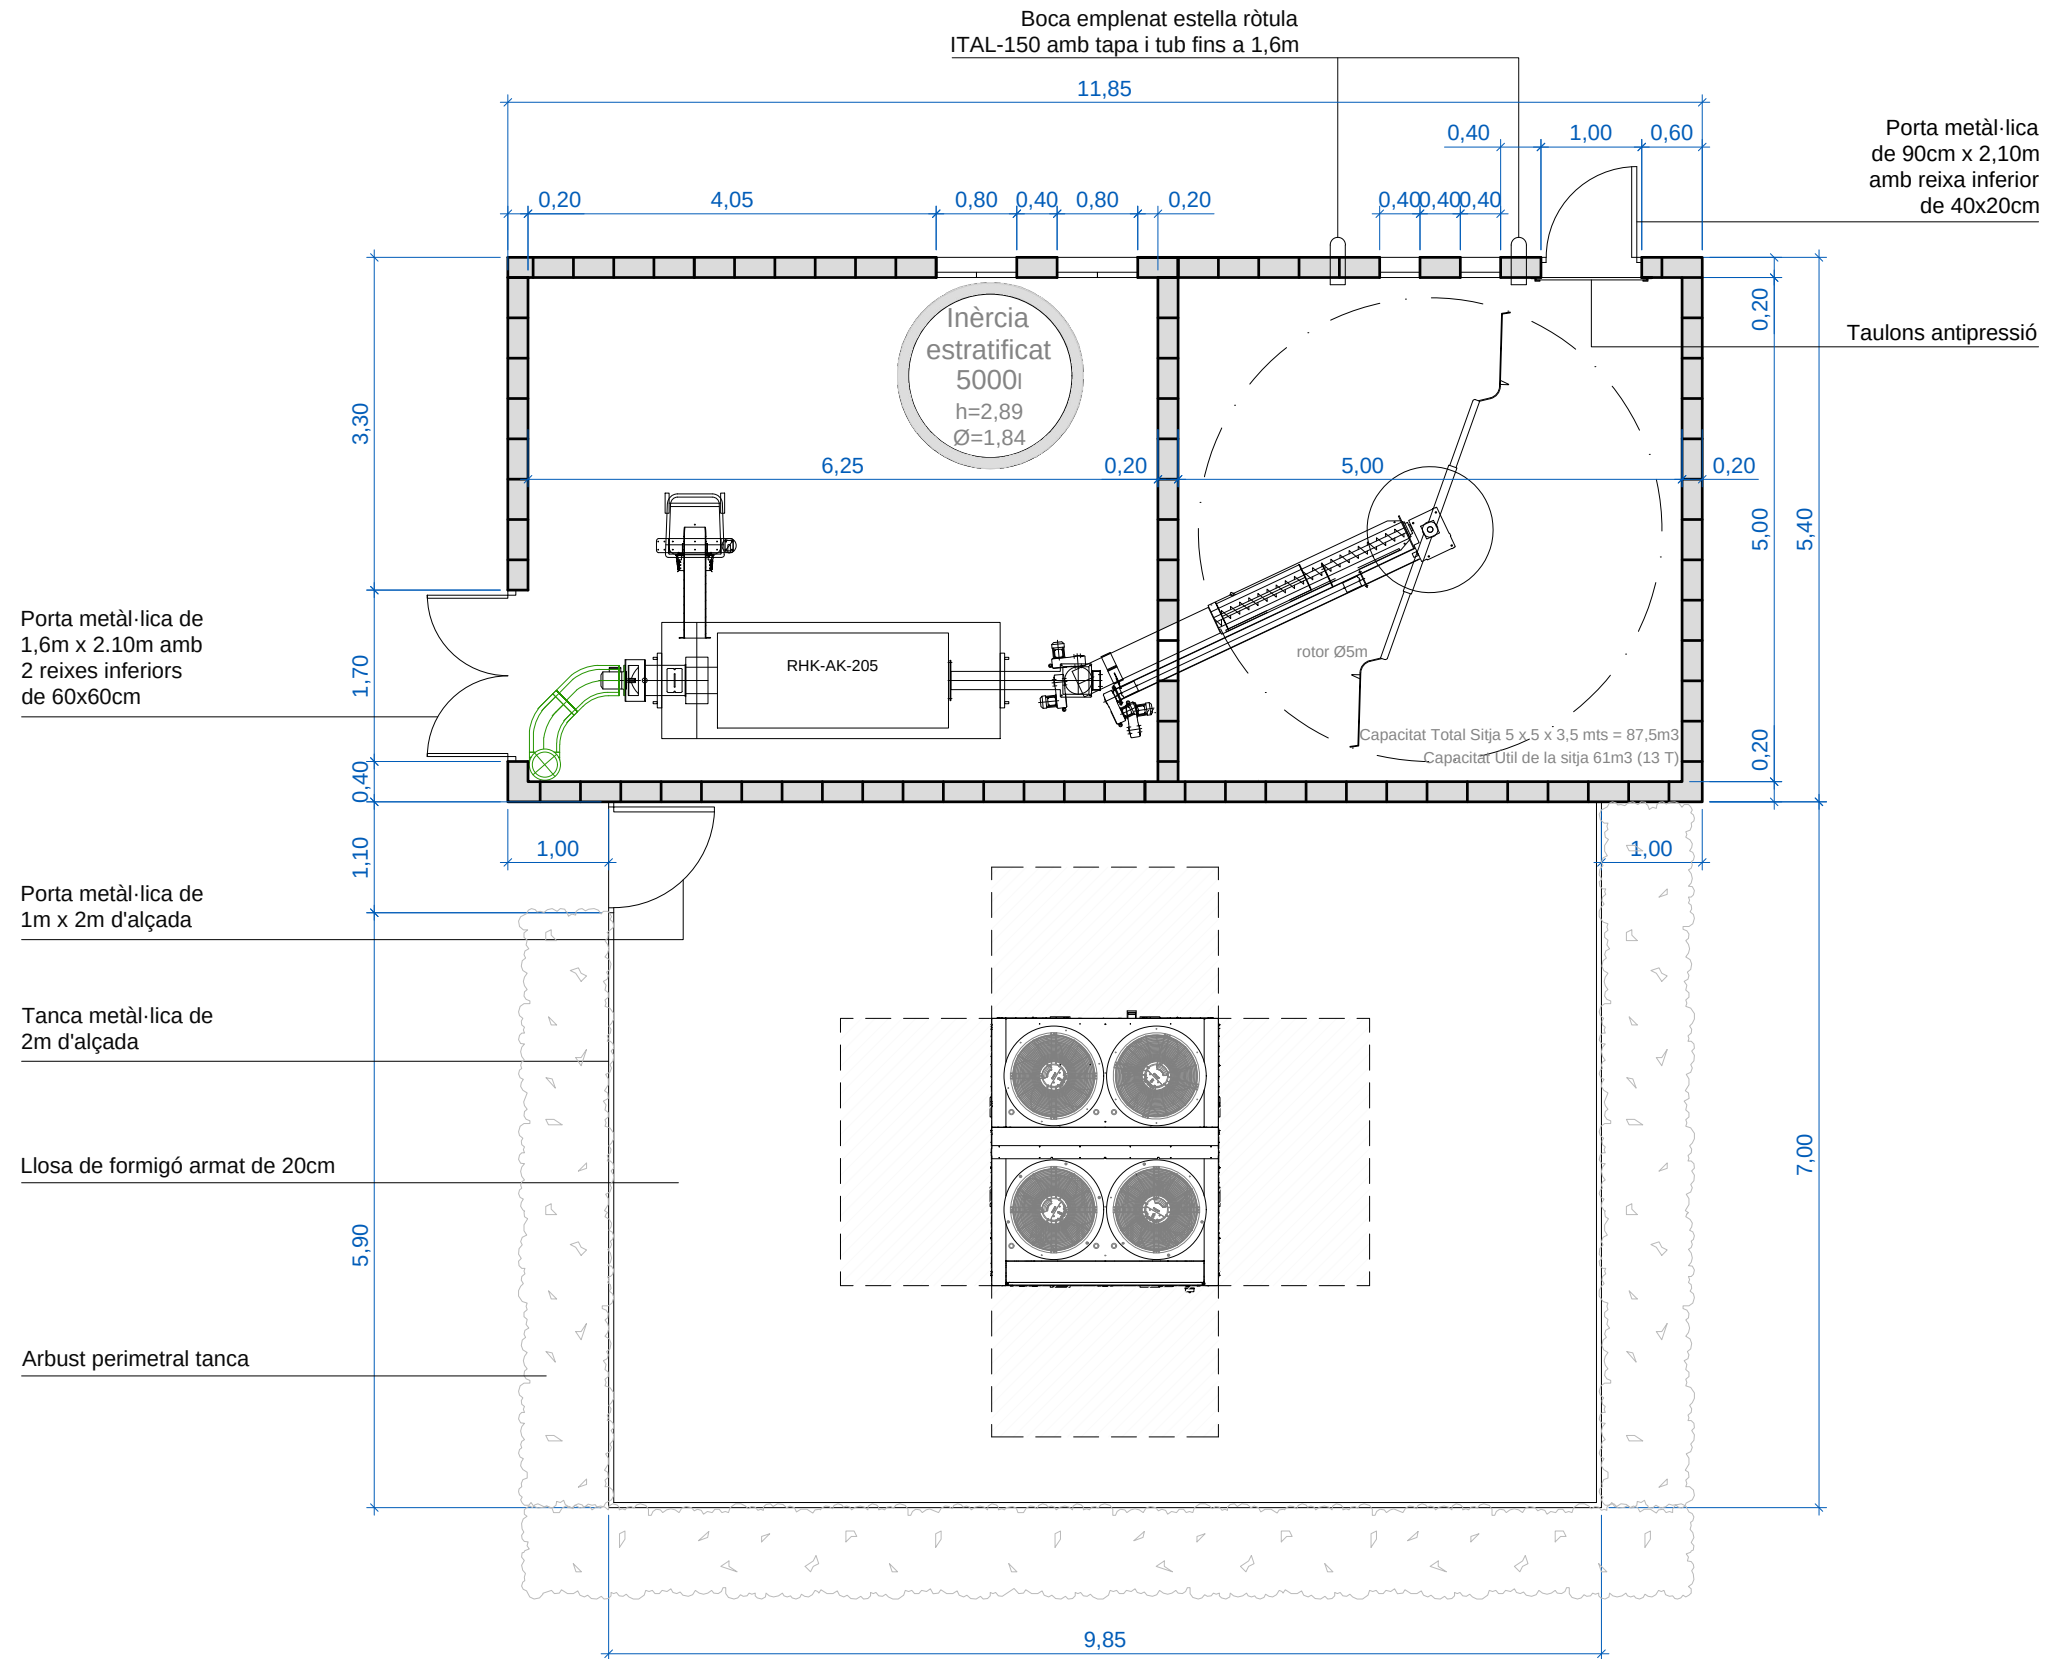 Boca emplenat estella ròtula
ITAL-150 amb tapa i tub fins a 1,6m
11,85
0,40
1,00
0,60
Porta metàl·lica
de 90cm x 2,10m
amb reixa inferior
de 40x20cm
0,20
4,05
0,80
0,40
0,80
0,20
0,40
0,40
0,40
Taulons antipressió
Inèrcia
estratificat
5000l
h=2,89
Ø=1,84
0,20
3,30
6,25
0,20
5,00
0,20
5,00
5,40
Porta metàl·lica de
1,6m x 2.10m amb
2 reixes inferiors
de 60x60cm
1,70
RHK-AK-205
rotor Ø5m
Capacitat Total Sitja 5 x 5 x 3,5 mts = 87,5m3
Capacitat Util de la sitja 61m3 (13 T)
0,20
0,40
1,10
1,00
1,00
Porta metàl·lica de
1m x 2m d'alçada
Tanca metàl·lica de
2m d'alçada
Llosa de formigó armat de 20cm
7,00
5,90
Arbust perimetral tanca
9,85